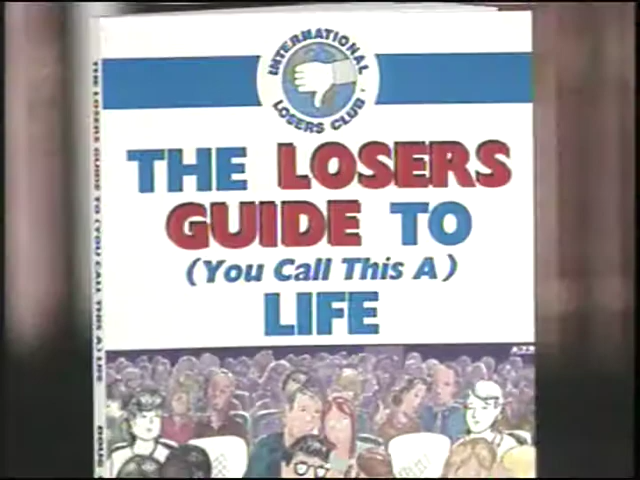 INTERNATIONAL
LOSERS CLUB
THE LOSERS
GUIDE TO
(You Call This A)
LIFE
THE LOSERS GUIDE TO (YOU CALL THIS A) LIFE